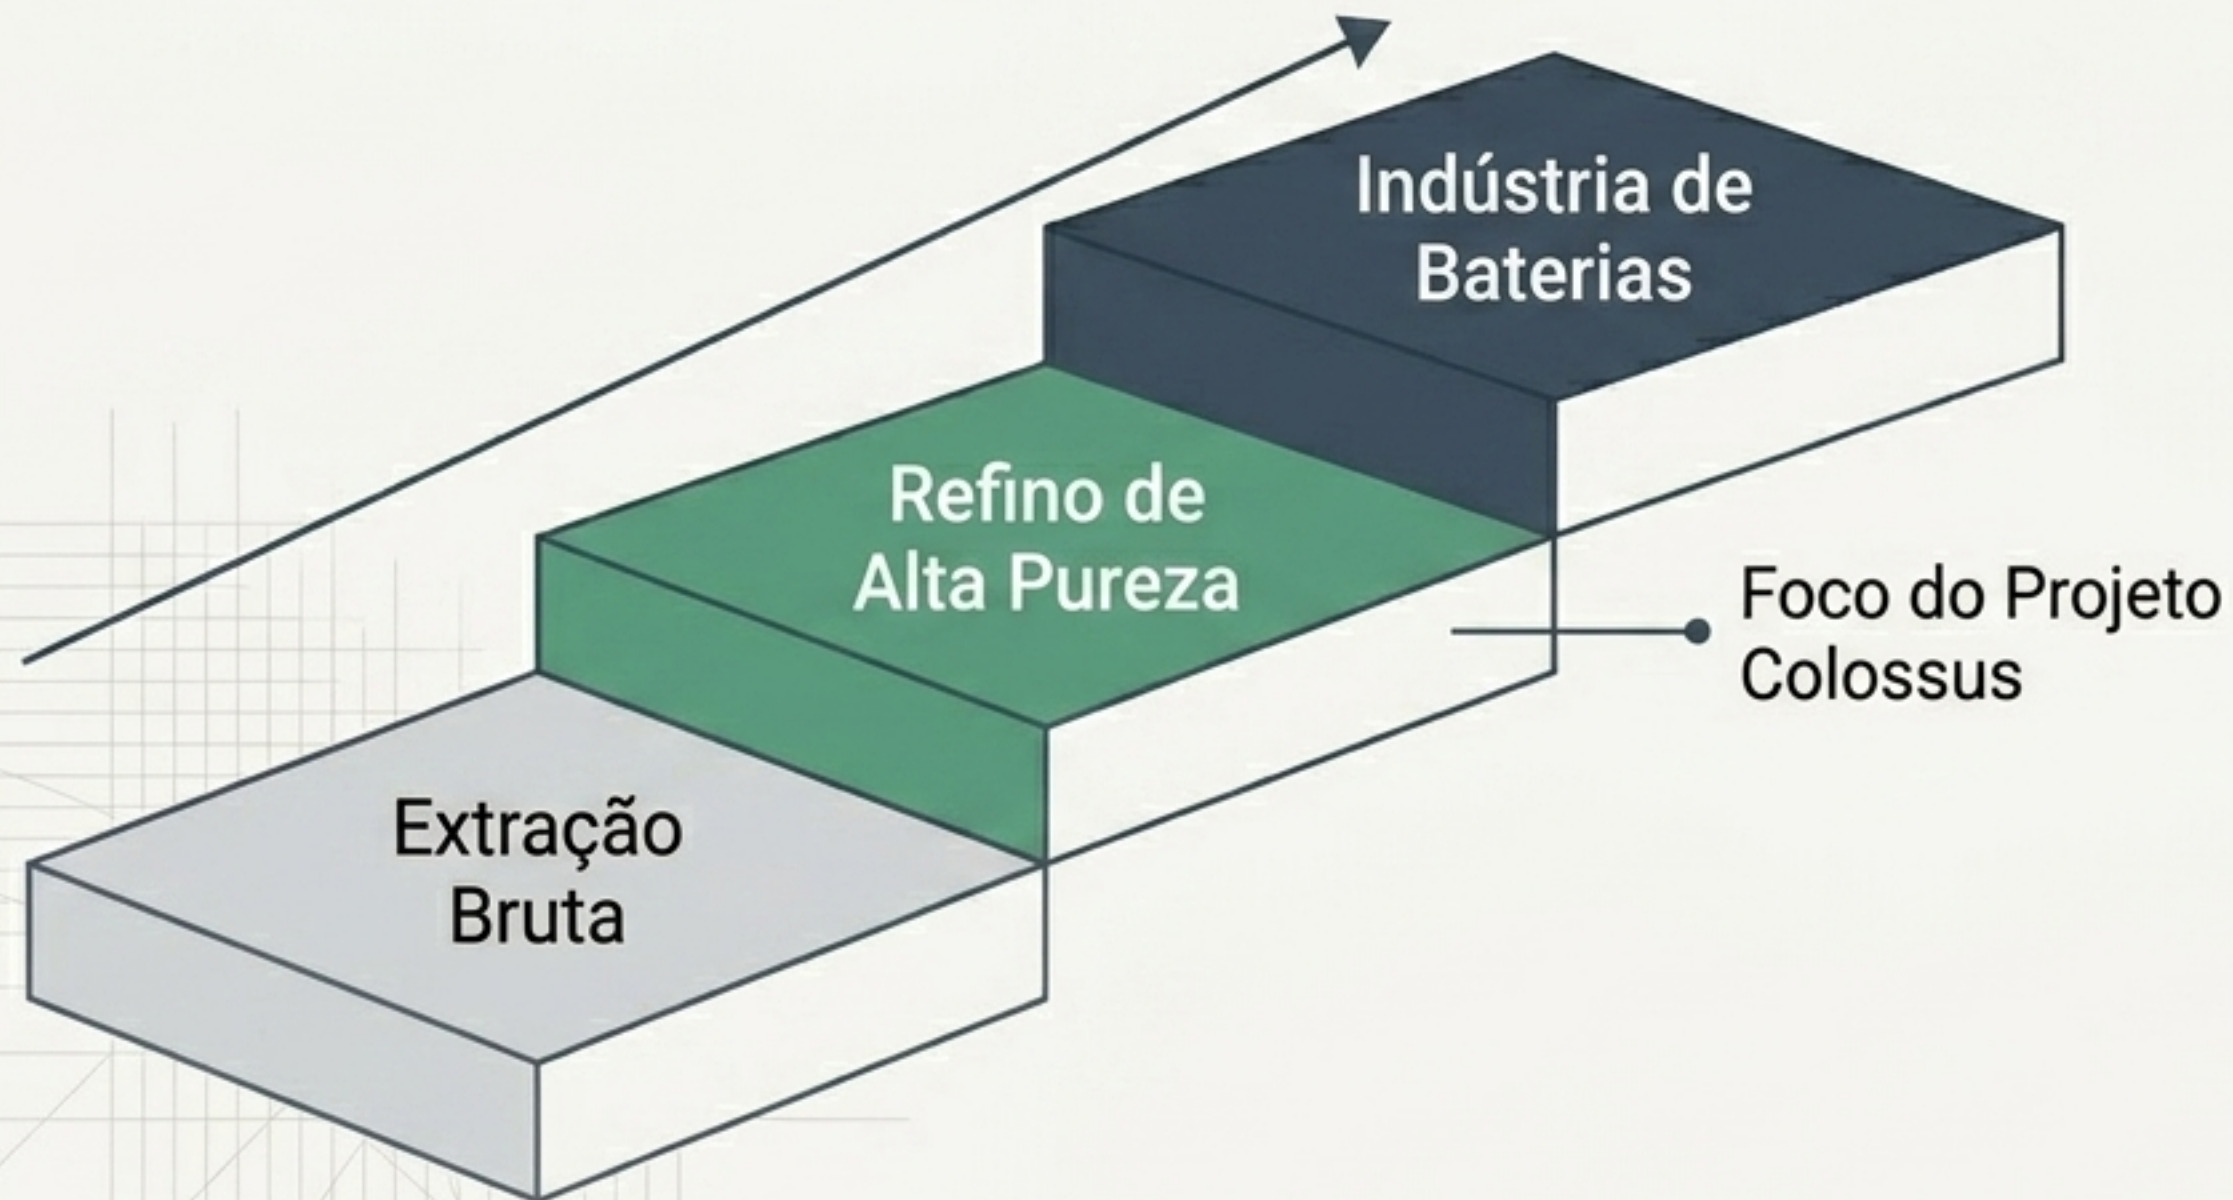 Indústria de
Baterias
Refino de
Alta Pureza
Foco do Projeto
Colossus
Extração
Bruta